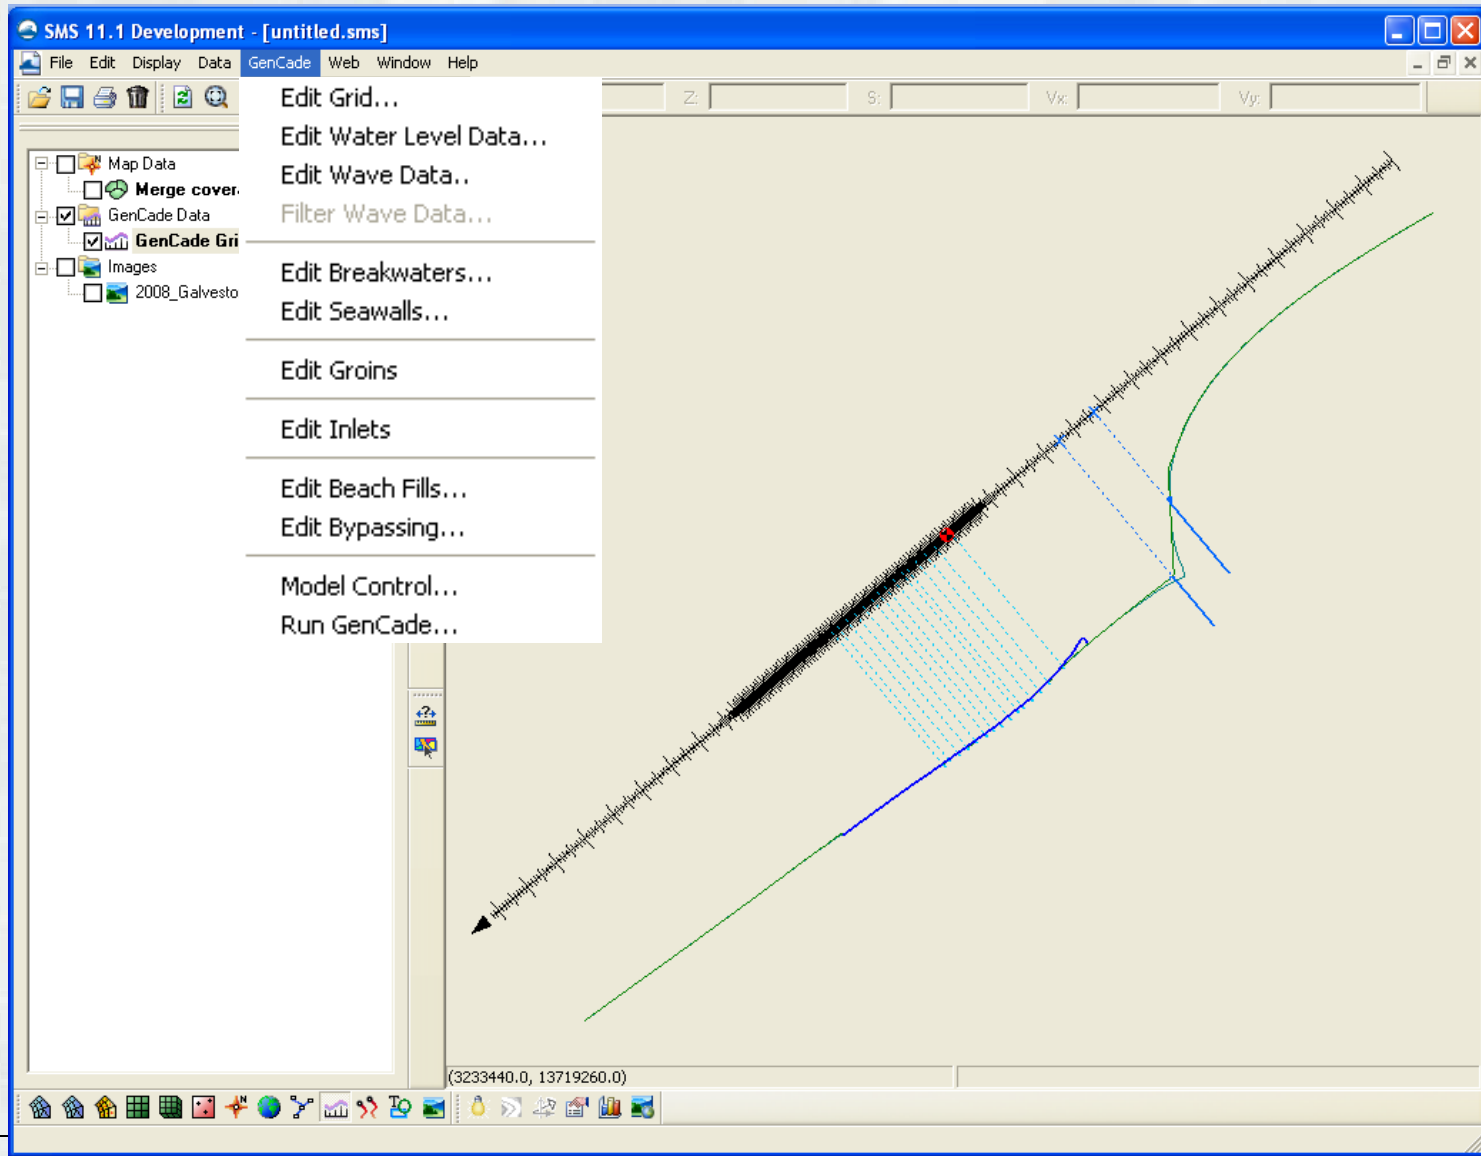 SMS 11.1 Development - [untitled.sms]
File Edit Display Data GenCade Web Window Help
Z: S: Vx: Vy:
Edit Grid...
Edit Water Level Data...
Edit Wave Data..
Filter Wave Data...
Edit Breakwaters...
Edit Seawalls...
Edit Groins
Edit Inlets
Edit Beach Fills...
Edit Bypassing...
Model Control...
Run GenCade...
Map Data
Merge cover
GenCade Data
GenCade Gri
Images
2008_Galvesto
(3233440.0, 13719260.0)